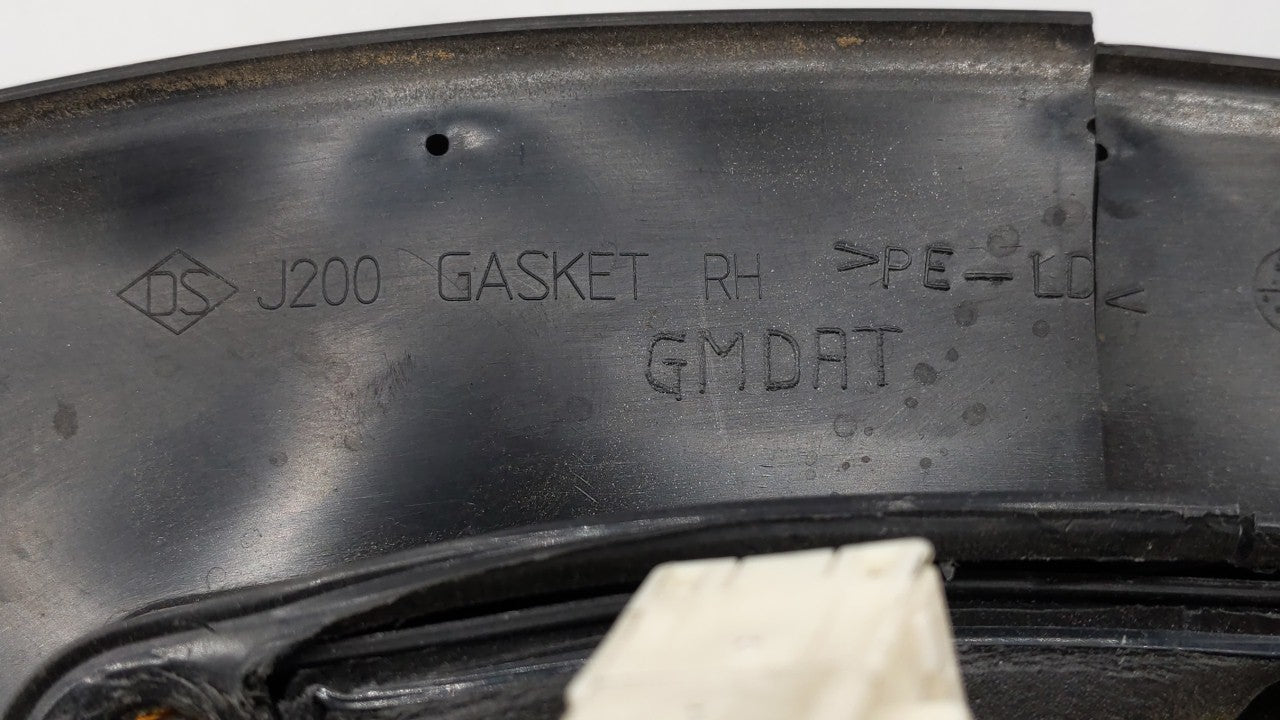 DS J200 GASKET RH >PE-LD<
GMDAT